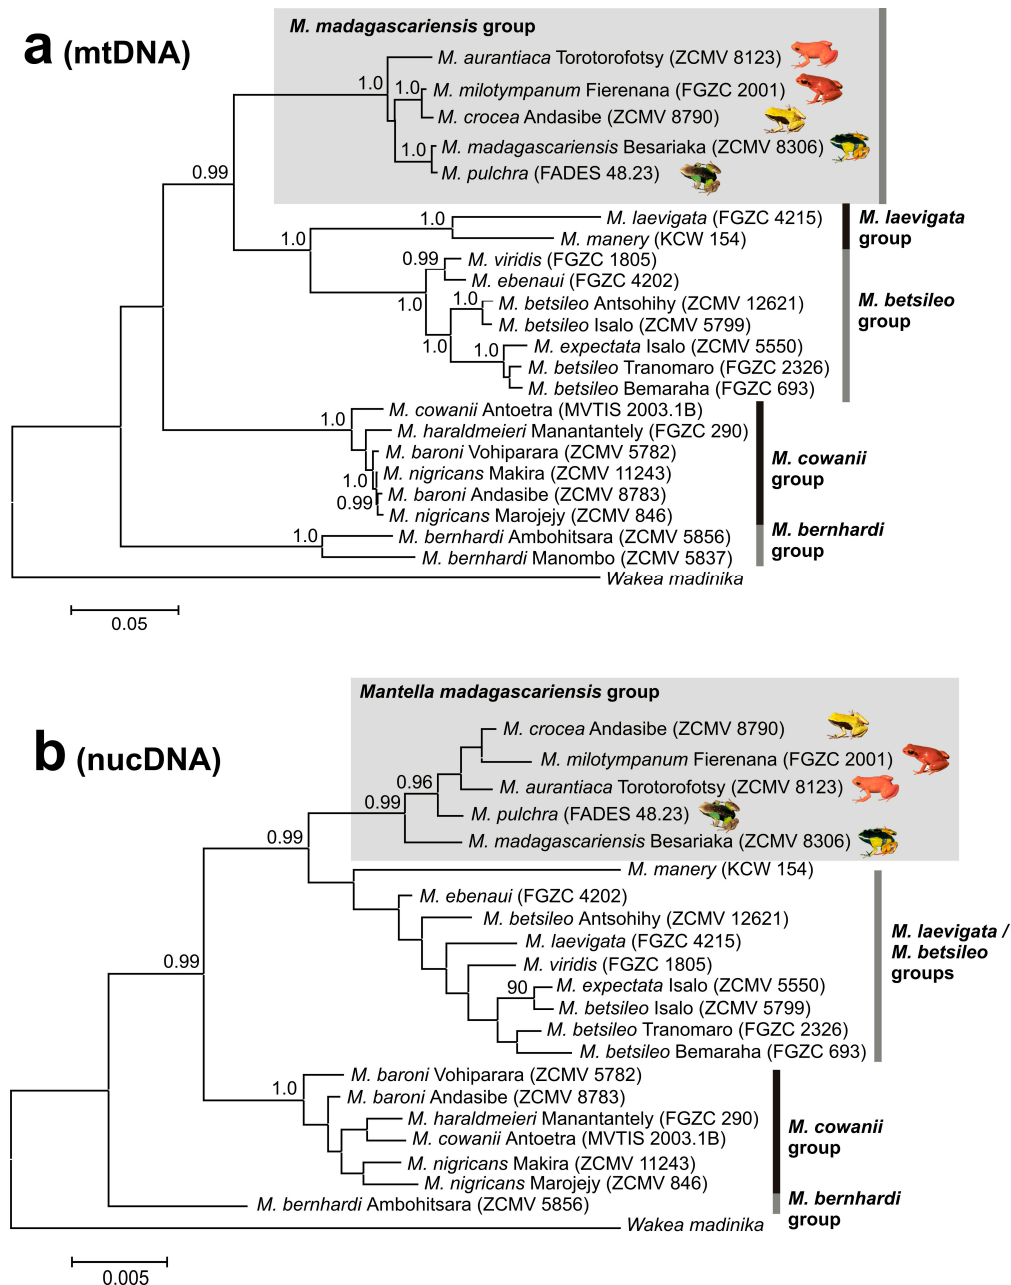 a (mtDNA)
M. madagascariensis group
M. aurantiaca Torotorofotsy (ZCMV 8123)
1.0
1.0
M. milotympanum Fierenana (FGZC 2001)
M. crocea Andasibe (ZCMV 8790)
1.0
M. madagascariensis Besariaka (ZCMV 8306)
M. pulchra (FADES 48.23)
0.99
1.0
M. laevigata (FGZC 4215)
M. manery (KCW 154)
M. laevigata
group
1.0
0.99
M. viridis (FGZC 1805)
M. ebenaui (FGZC 4202)
1.0
1.0
M. betsileo Antsohihy (ZCMV 12621)
M. betsileo Isalo (ZCMV 5799)
M. betsileo
group
1.0
1.0
M. expectata Isalo (ZCMV 5550)
M. betsileo Tranomaro (FGZC 2326)
M. betsileo Bemaraha (FGZC 693)
1.0
M. cowanii Antoetra (MVTIS 2003.1B)
M. haraldmeieri Manantantely (FGZC 290)
M. baroni Vohiparara (ZCMV 5782)
M. nigricans Makira (ZCMV 11243)
1.0
M. baroni Andasibe (ZCMV 8783)
0.99
M. nigricans Marojejy (ZCMV 846)
M. cowanii
group
1.0
M. bernhardi Ambohitsara (ZCMV 5856)
M. bernhardi Manombo (ZCMV 5837)
M. bernhardi
group
Wakea madinika
0.05
b (nucDNA)
Mantella madagascariensis group
M. crocea Andasibe (ZCMV 8790)
M. milotympanum Fierenana (FGZC 2001)
0.96
M. aurantiaca Torotorofotsy (ZCMV 8123)
0.99
M. pulchra (FADES 48.23)
M. madagascariensis Besariaka (ZCMV 8306)
0.99
M. manery (KCW 154)
M. ebenaui (FGZC 4202)
M. betsileo Antsohihy (ZCMV 12621)
M. laevigata (FGZC 4215)
M. viridis (FGZC 1805)
90
M. expectata Isalo (ZCMV 5550)
M. betsileo Isalo (ZCMV 5799)
M. betsileo Tranomaro (FGZC 2326)
M. betsileo Bemaraha (FGZC 693)
M. laevigata /
M. betsileo
groups
0.99
1.0
M. baroni Vohiparara (ZCMV 5782)
M. baroni Andasibe (ZCMV 8783)
M. haraldmeieri Manantantely (FGZC 290)
M. cowanii Antoetra (MVTIS 2003.1B)
M. nigricans Makira (ZCMV 11243)
M. nigricans Marojejy (ZCMV 846)
M. cowanii
group
M. bernhardi Ambohitsara (ZCMV 5856)
M. bernhardi
group
Wakea madinika
0.005